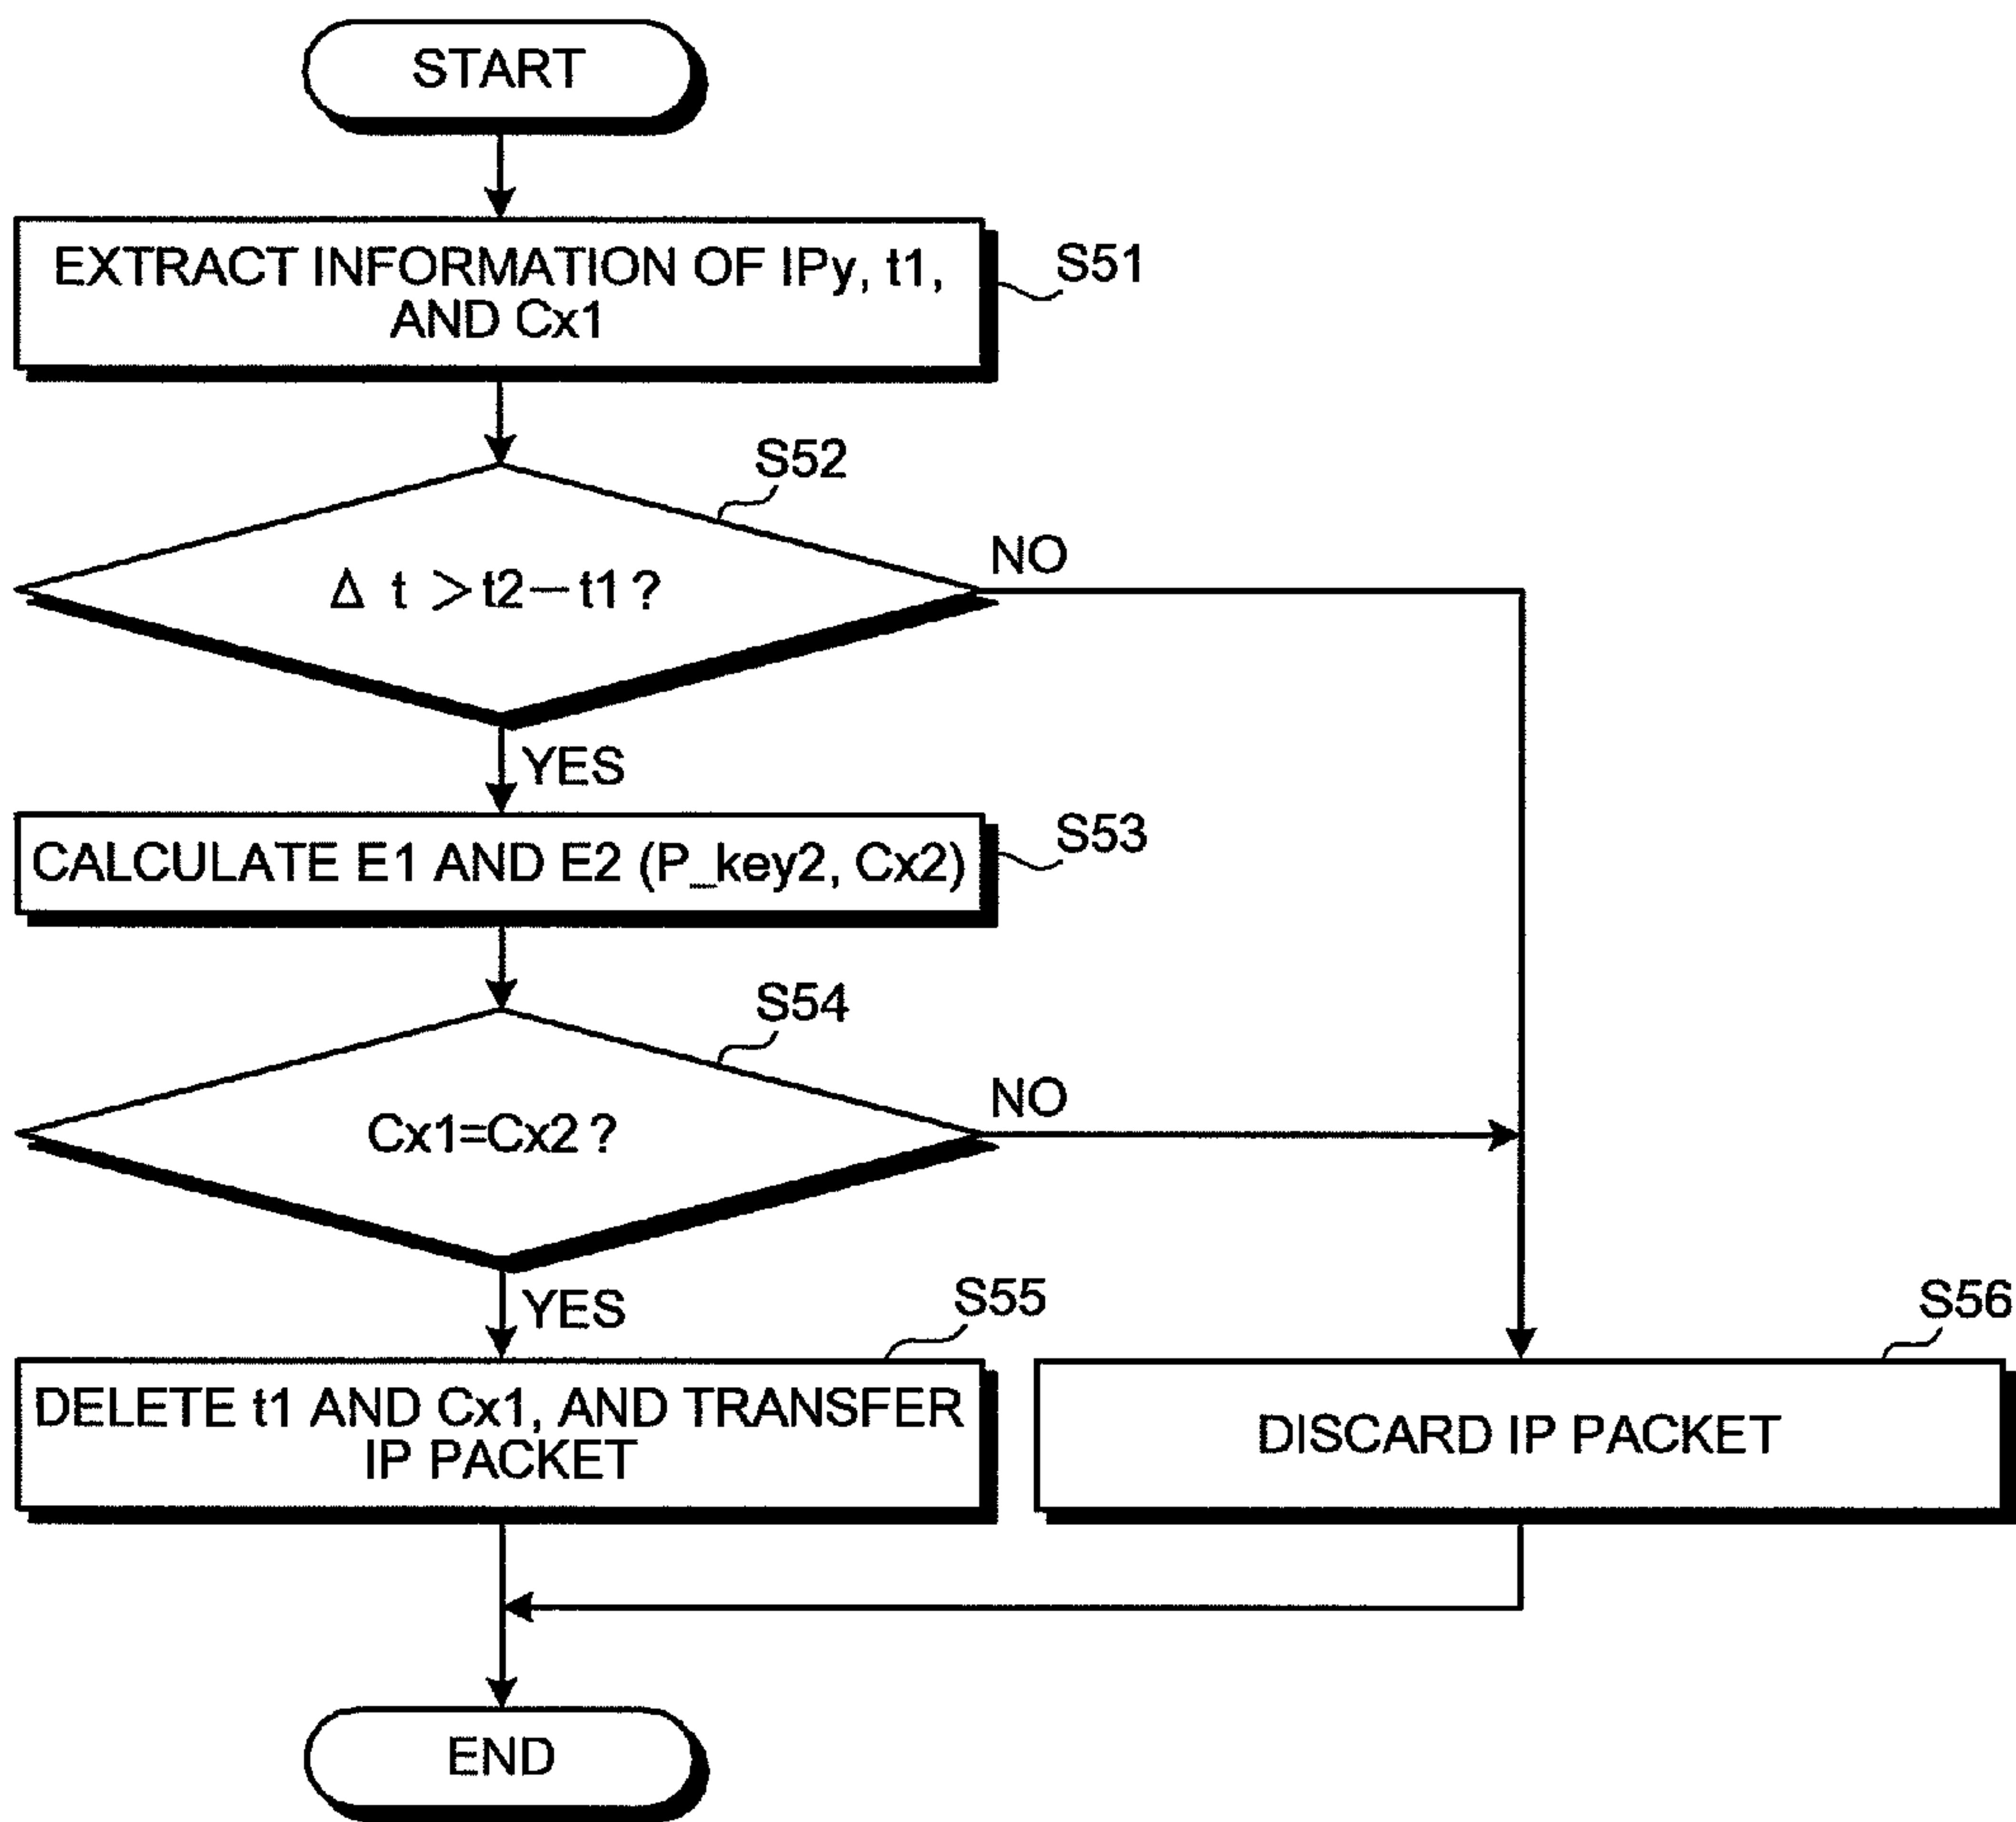 START
EXTRACT INFORMATION OF IPy, t1,
AND Cx1
S51
S52
Δ t >t2-t1 ?
NO
YES
CALCULATE E1 AND E2 (P_key2, Cx2)
S53
S54
Cx1=Cx2 ?
NO
YES
S55
DELETE t1 AND Cx1, AND TRANSFER
IP PACKET
S56
DISCARD IP PACKET
END